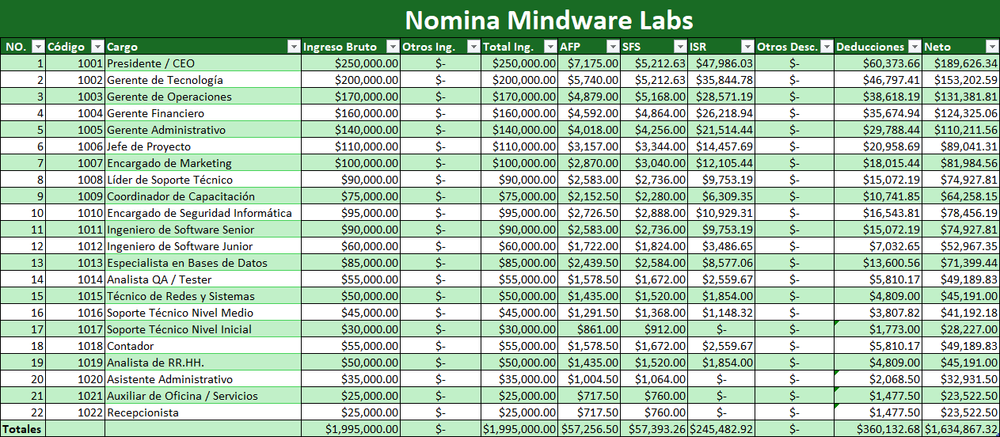 Nomina Mindware Labs
NO. Código Cargo Ingreso Bruto Otros Ing. Total Ing. AFP SFS ISR Otros Desc. Deducciones Neto
1 1001 Presidente / CEO $250,000.00 $- $250,000.00 $7,175.00 $5,212.63 $47,986.03 $- $60,373.66 $189,626.34
2 1002 Gerente de Tecnología $200,000.00 $- $200,000.00 $5,740.00 $5,212.63 $35,844.78 $- $46,797.41 $153,202.59
3 1003 Gerente de Operaciones $170,000.00 $- $170,000.00 $4,879.00 $5,168.00 $28,571.19 $- $38,618.19 $131,381.81
4 1004 Gerente Financiero $160,000.00 $- $160,000.00 $4,592.00 $4,864.00 $26,218.94 $- $35,674.94 $124,325.06
5 1005 Gerente Administrativo $140,000.00 $- $140,000.00 $4,018.00 $4,256.00 $21,514.44 $- $29,788.44 $110,211.56
6 1006 Jefe de Proyecto $110,000.00 $- $110,000.00 $3,157.00 $3,344.00 $14,457.69 $- $20,958.69 $89,041.31
7 1007 Encargado de Marketing $100,000.00 $- $100,000.00 $2,870.00 $3,040.00 $12,105.44 $- $18,015.44 $81,984.56
8 1008 Líder de Soporte Técnico $90,000.00 $- $90,000.00 $2,583.00 $2,736.00 $9,753.19 $- $15,072.19 $74,927.81
9 1009 Coordinador de Capacitación $75,000.00 $- $75,000.00 $2,152.50 $2,280.00 $6,309.35 $- $10,741.85 $64,258.15
10 1010 Encargado de Seguridad Informática $95,000.00 $- $95,000.00 $2,726.50 $2,888.00 $10,929.31 $- $16,543.81 $78,456.19
11 1011 Ingeniero de Software Senior $90,000.00 $- $90,000.00 $2,583.00 $2,736.00 $9,753.19 $- $15,072.19 $74,927.81
12 1012 Ingeniero de Software Junior $60,000.00 $- $60,000.00 $1,722.00 $1,824.00 $3,486.65 $- $7,032.65 $52,967.35
13 1013 Especialista en Bases de Datos $85,000.00 $- $85,000.00 $2,439.50 $2,584.00 $8,577.06 $- $13,600.56 $71,399.44
14 1014 Analista QA / Tester $55,000.00 $- $55,000.00 $1,578.50 $1,672.00 $2,559.67 $- $5,810.17 $49,189.83
15 1015 Técnico de Redes y Sistemas $50,000.00 $- $50,000.00 $1,435.00 $1,520.00 $1,854.00 $- $4,809.00 $45,191.00
16 1016 Soporte Técnico Nivel Medio $45,000.00 $- $45,000.00 $1,291.50 $1,368.00 $1,148.32 $- $3,807.82 $41,192.18
17 1017 Soporte Técnico Nivel Inicial $30,000.00 $- $30,000.00 $861.00 $912.00 $- $- $1,773.00 $28,227.00
18 1018 Contador $55,000.00 $- $55,000.00 $1,578.50 $1,672.00 $2,559.67 $- $5,810.17 $49,189.83
19 1019 Analista de RR.HH. $50,000.00 $- $50,000.00 $1,435.00 $1,520.00 $1,854.00 $- $4,809.00 $45,191.00
20 1020 Asistente Administrativo $35,000.00 $- $35,000.00 $1,004.50 $1,064.00 $- $- $2,068.50 $32,931.50
21 1021 Auxiliar de Oficina / Servicios $25,000.00 $- $25,000.00 $717.50 $760.00 $- $- $1,477.50 $23,522.50
22 1022 Recepcionista $25,000.00 $- $25,000.00 $717.50 $760.00 $- $- $1,477.50 $23,522.50
Totales $1,995,000.00 $- $1,995,000.00 $57,256.50 $57,393.26 $245,482.92 $- $360,132.68 $1,634,867.32